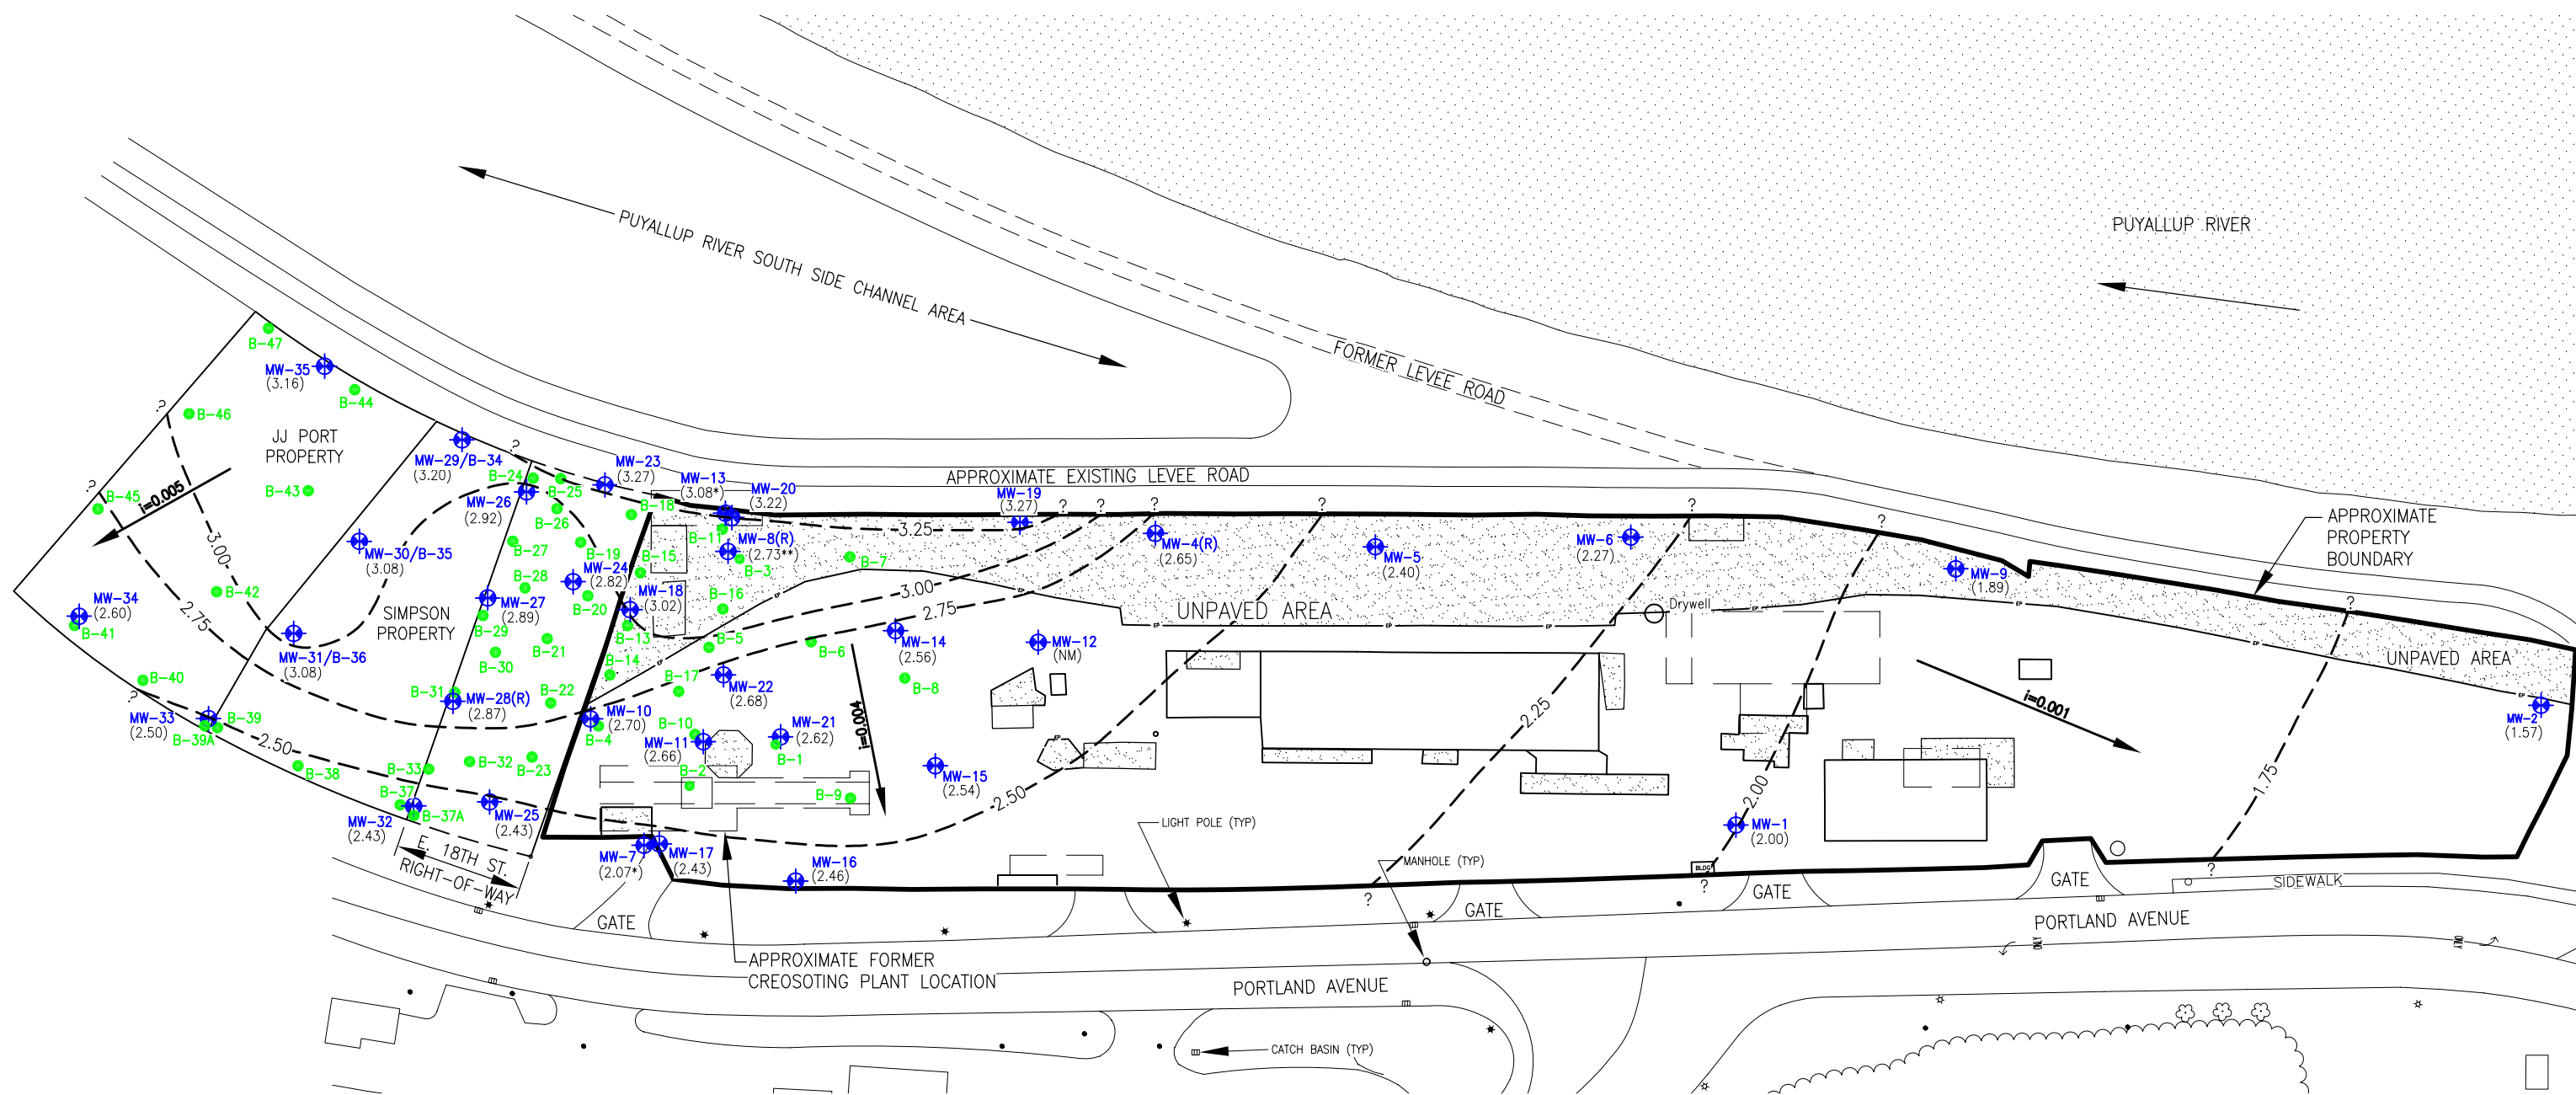 PUYALLUP RIVER
PUYALLUP RIVER SOUTH SIDE CHANNEL AREA
FORMER LEVEE ROAD
APPROXIMATE EXISTING LEVEE ROAD
APPROXIMATE
PROPERTY
BOUNDARY
B-47
MW-35
(3.16)
B-44
?
B-46
JJ PORT
PROPERTY
i=0.005
B-43
?
B-45
MW-29/B-34
(3.20)
?
B-24
B-25
MW-26
(2.92)
B-26
MW-23
(3.27)
MW-13
(3.08*)
MW-20
(3.22)
B-18
MW-19
(3.27)
?
?
?
?
?
?
?
3.25
3.00
MW-30/B-35
(3.08)
B-27
B-19
B-15
B-11
MW-8(R)
(2.73**)
B-3
B-7
MW-4(R)
(2.65)
MW-5
(2.40)
MW-6
(2.27)
MW-9
(1.89)
B-28
MW-24
(2.82)
B-20
B-42
MW-34
(2.60)
B-41
2.75
SIMPSON
PROPERTY
MW-27
(2.89)
B-29
MW-18
(3.02)
B-16
3.00
2.75
UNPAVED AREA
Drywell
EP
EP
EP
EP
EP
EP
EP
EP
EP
EP
B-13
B-21
B-30
B-5
B-6
MW-14
(2.56)
MW-12
(NM)
MW-31/B-36
(3.08)
B-14
B-17
MW-22
(2.68)
B-8
UNPAVED AREA
B-40
?
B-31
MW-28(R)
(2.87)
B-22
MW-10
(2.70)
B-4
B-10
MW-21
(2.62)
i=0.004
i=0.001
MW-2
(1.57)
MW-33
(2.50)
B-39
B-39A
2.50
MW-11
(2.66)
B-1
2.25
B-38
B-33
B-32
B-23
B-2
B-9
MW-15
(2.54)
2.50
2.00
1.75
B-37
B-37A
MW-32
(2.43)
MW-25
(2.43)
LIGHT POLE (TYP)
MW-1
(2.00)
E. 18TH ST.
RIGHT-OF-WAY
MW-7
(2.07*)
MW-17
(2.43)
MW-16
(2.46)
MANHOLE (TYP)
BLDG
?
?
?
GATE
GATE
GATE
GATE
SIDEWALK
PORTLAND AVENUE
ONLY
ONLY
APPROXIMATE FORMER
CREOSOTING PLANT LOCATION
PORTLAND AVENUE
CATCH BASIN (TYP)